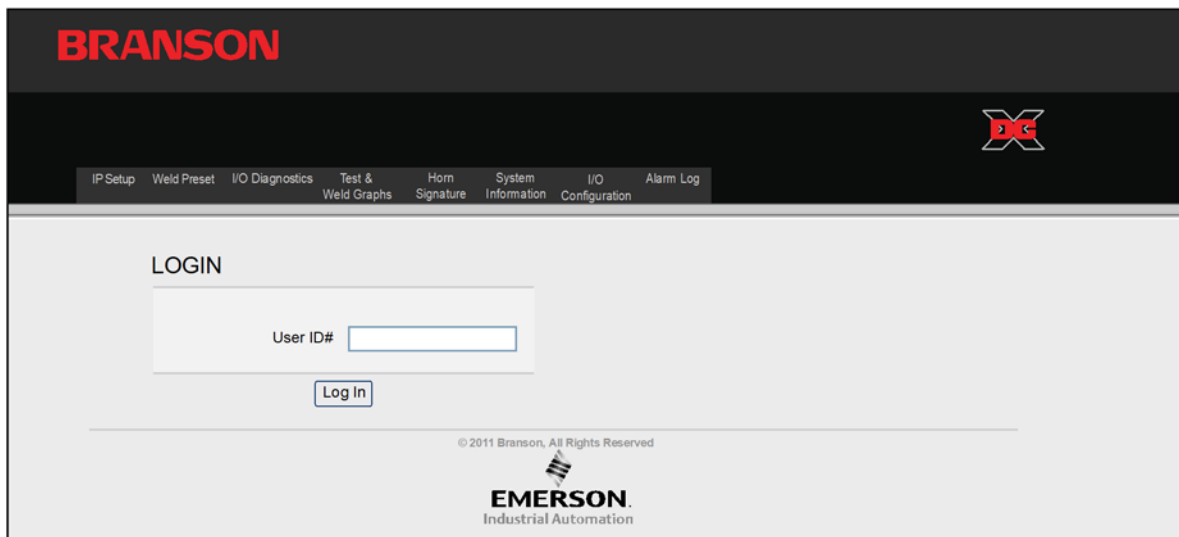 BRANSON
DCX
IP Setup Weld Preset I/O Diagnostics Test & Weld Graphs Horn Signature System Information I/O Configuration Alarm Log
LOGIN
User ID#
Log In
© 2011 Branson, All Rights Reserved
EMERSON.
Industrial Automation